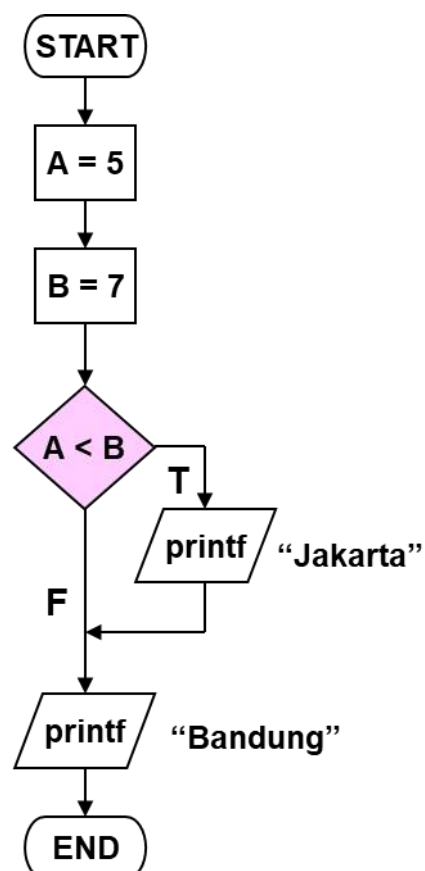 START
A = 5
B = 7
A < B
T
printf
“Jakarta”
F
printf
“Bandung”
END